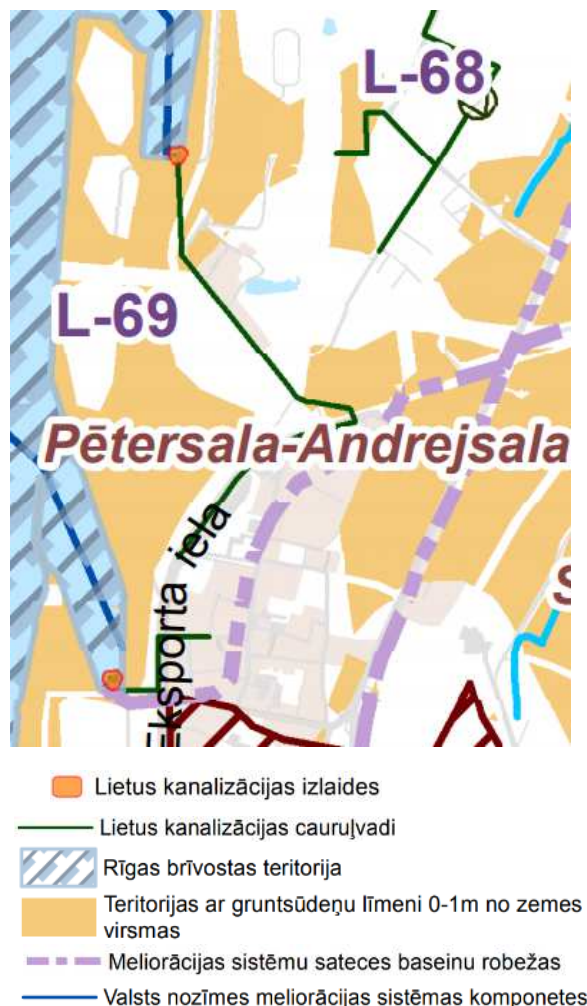 L-68
L-69
Pētersala-Andrejsala
Eksporta iela
S
Lietus kanalizācijas izlaides
Lietus kanalizācijas cauruļvadi
Rīgas brīvostas teritorija
Teritorijas ar gruntsūdeņu līmeni 0-1m no zemes
virsmas
Meliorācijas sistēmu sateces baseinu robežas
Valsts nozīmes meliorācijas sistēmas komponetes